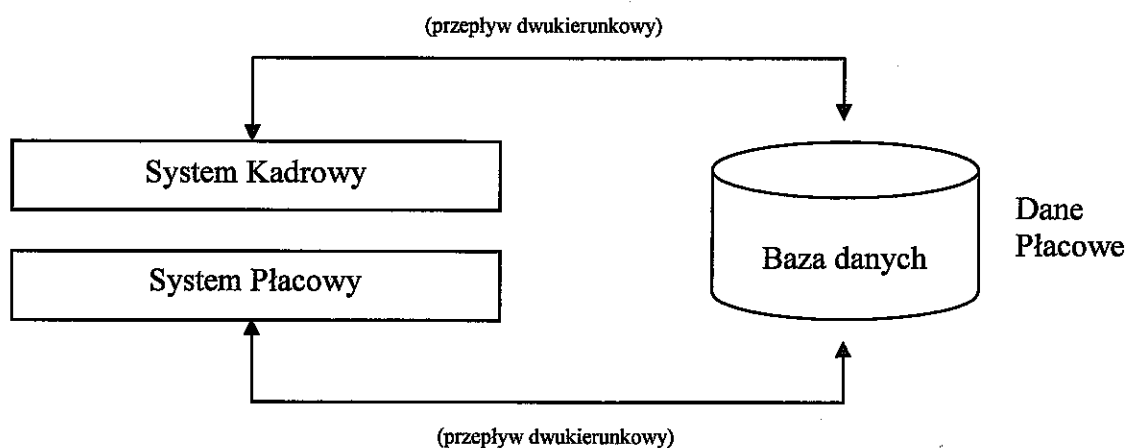 (przepływ dwukierunkowy)
System Kadrowy
System Płacowy
Baza danych
Dane
Płacowe
(przepływ dwukierunkowy)